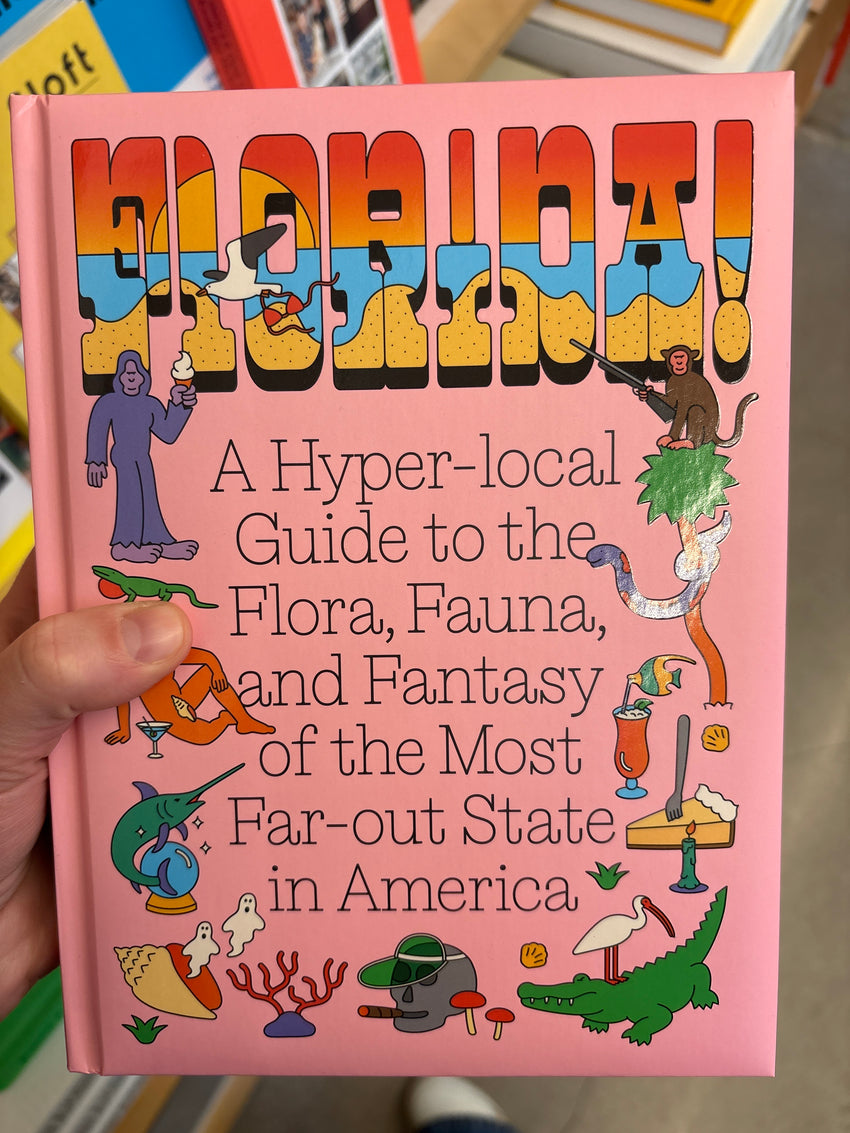 loft
FLORIDA!
A Hyper-local
Guide to the
Flora, Fauna,
and Fantasy
of the Most
Far-out State
in America